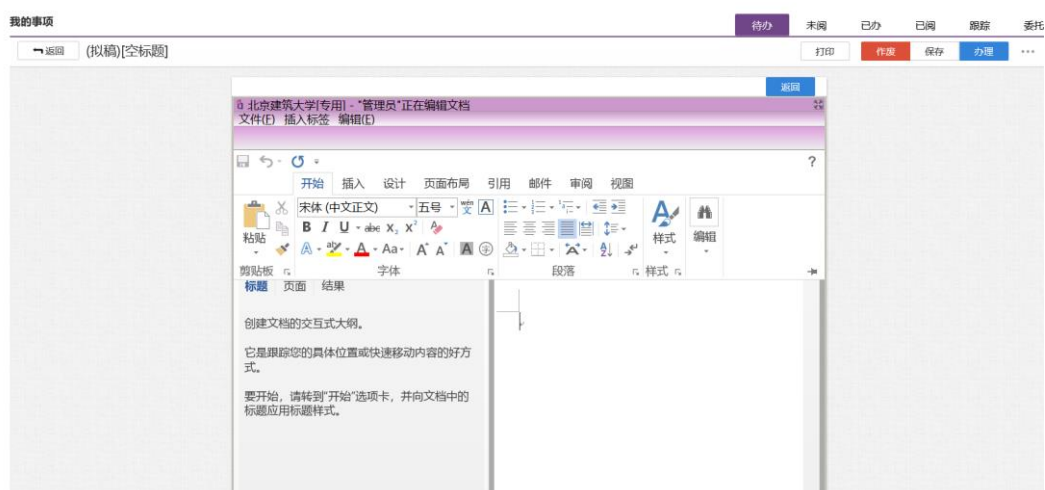 我的事项
待办 未阅 已办 已阅 跟踪 委托
返回 (拟稿)[空标题] 打印 作废 保存 办理 ...
返回
北京建筑大学[专用] - "管理员"正在编辑文档
文件(F) 插入标签 编辑(E)
?
开始 插入 设计 页面布局 引用 邮件 审阅 视图
宋体 (中文正文) 五号 wén 文 A
粘贴 B I U abc X₂ X² 样式 编辑
A aby A Aa A A A 字
剪贴板 字体 段落 样式
标题 页面 结果
创建文档的交互式大纲。
它是跟踪您的具体位置或快速移动内容的好方
式。
要开始，请转到"开始"选项卡，并向文档中的
标题应用标题样式。